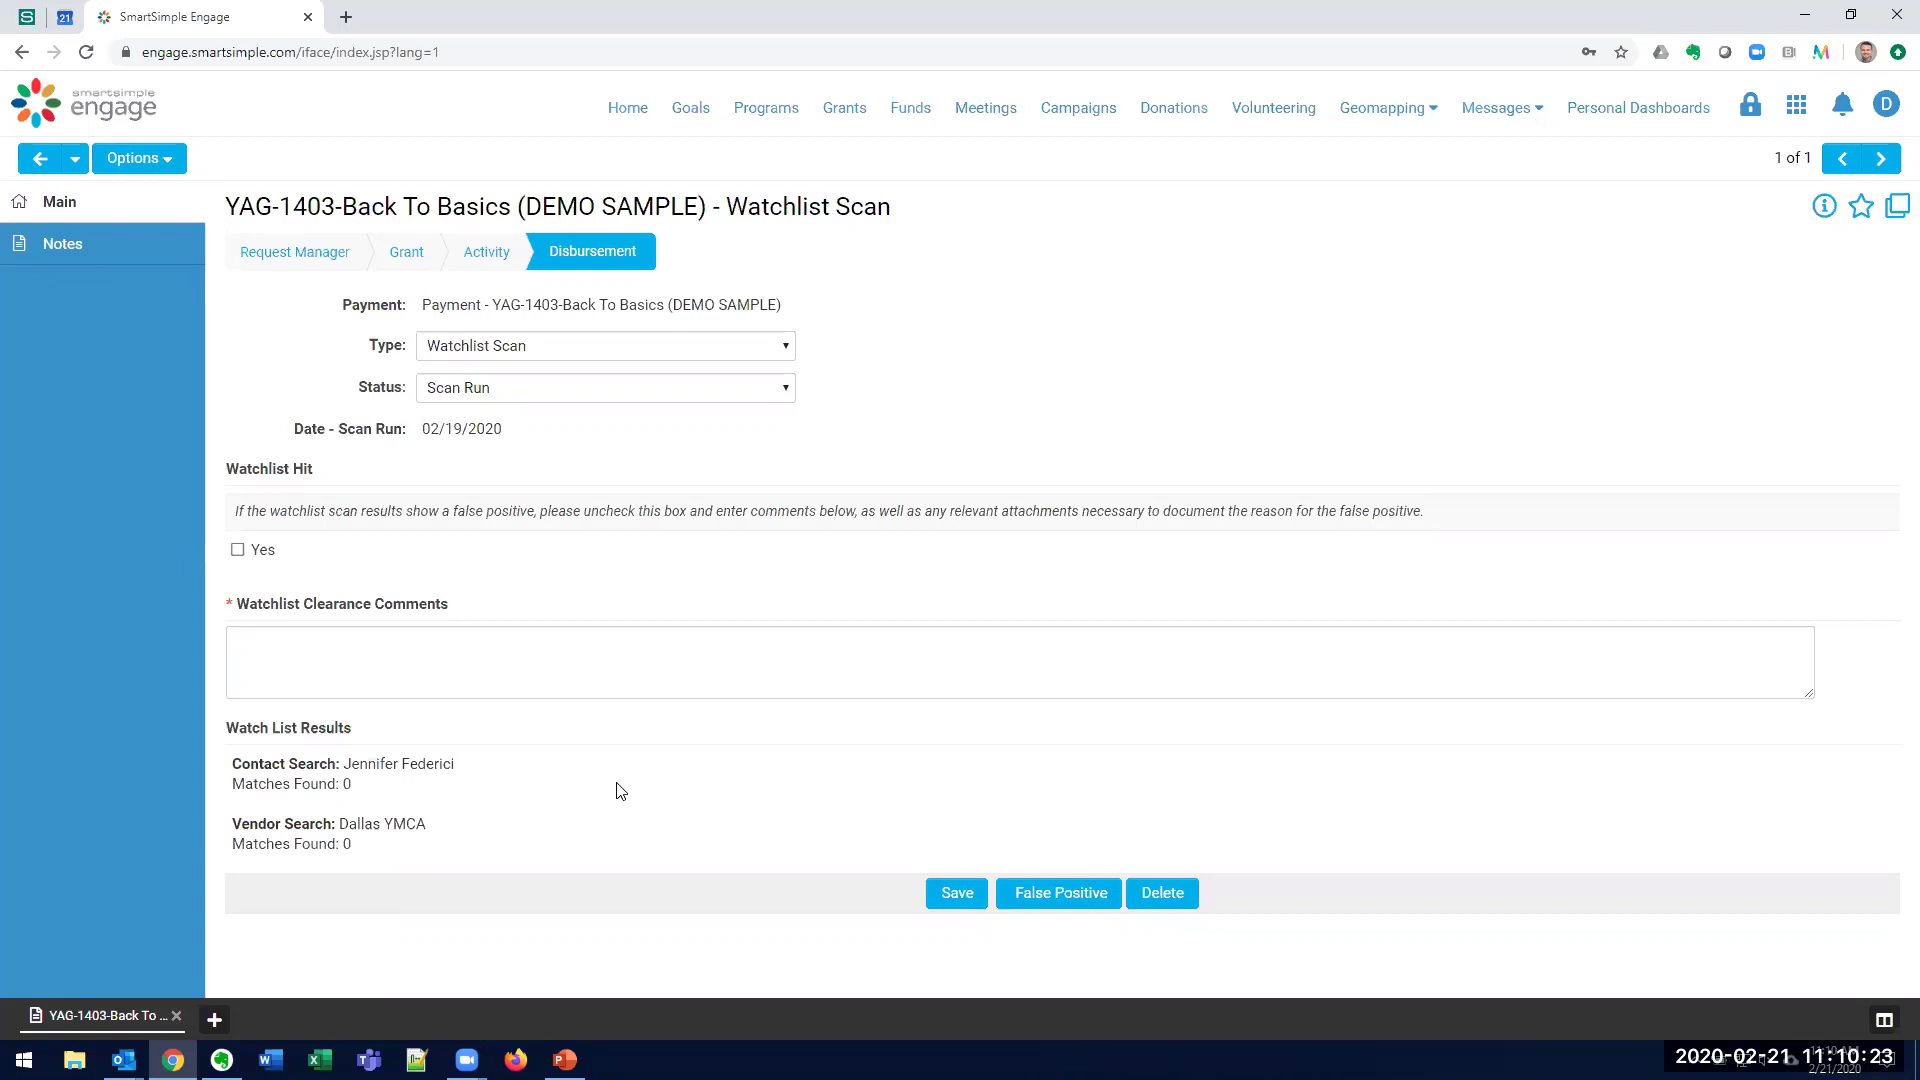 SmartSimple Engage
engage.smartsimple.com/iface/index.jsp?lang=1
smartsimple
engage
Home Goals Programs Grants Funds Meetings Campaigns Donations Volunteering Geomapping Messages Personal Dashboards D
Options
1 of 1
Main
Notes
YAG-1403-Back To Basics (DEMO SAMPLE) - Watchlist Scan
Request Manager Grant Activity Disbursement
Payment: Payment - YAG-1403-Back To Basics (DEMO SAMPLE)
Type: Watchlist Scan
Status: Scan Run
Date - Scan Run: 02/19/2020
Watchlist Hit
If the watchlist scan results show a false positive, please uncheck this box and enter comments below, as well as any relevant attachments necessary to document the reason for the false positive.
Yes
* Watchlist Clearance Comments
Watch List Results
Contact Search: Jennifer Federici
Matches Found: 0
Vendor Search: Dallas YMCA
Matches Found: 0
Save False Positive Delete
YAG-1403-Back To ...
2020-02-21 11:10:23
2/21/2020